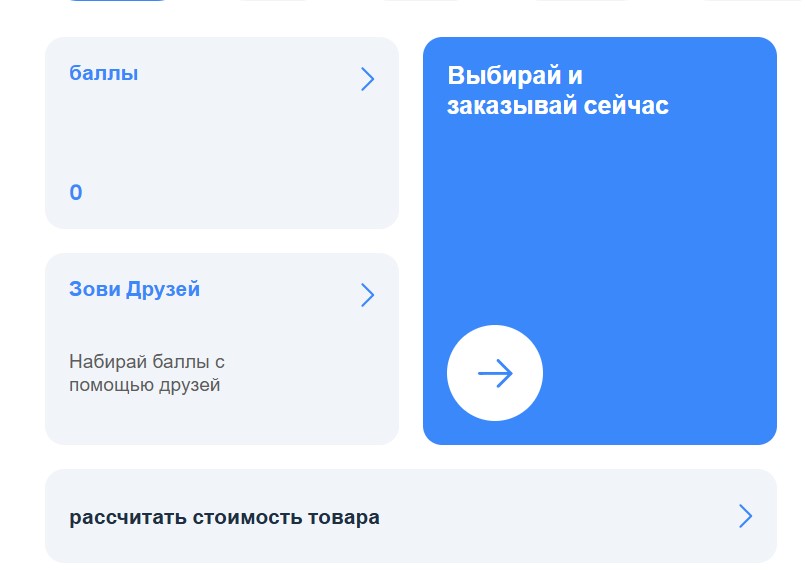 баллы
0
Выбирай и
заказывай сейчас
Зови Друзей
Набирай баллы с
помощью друзей
рассчитать стоимость товара